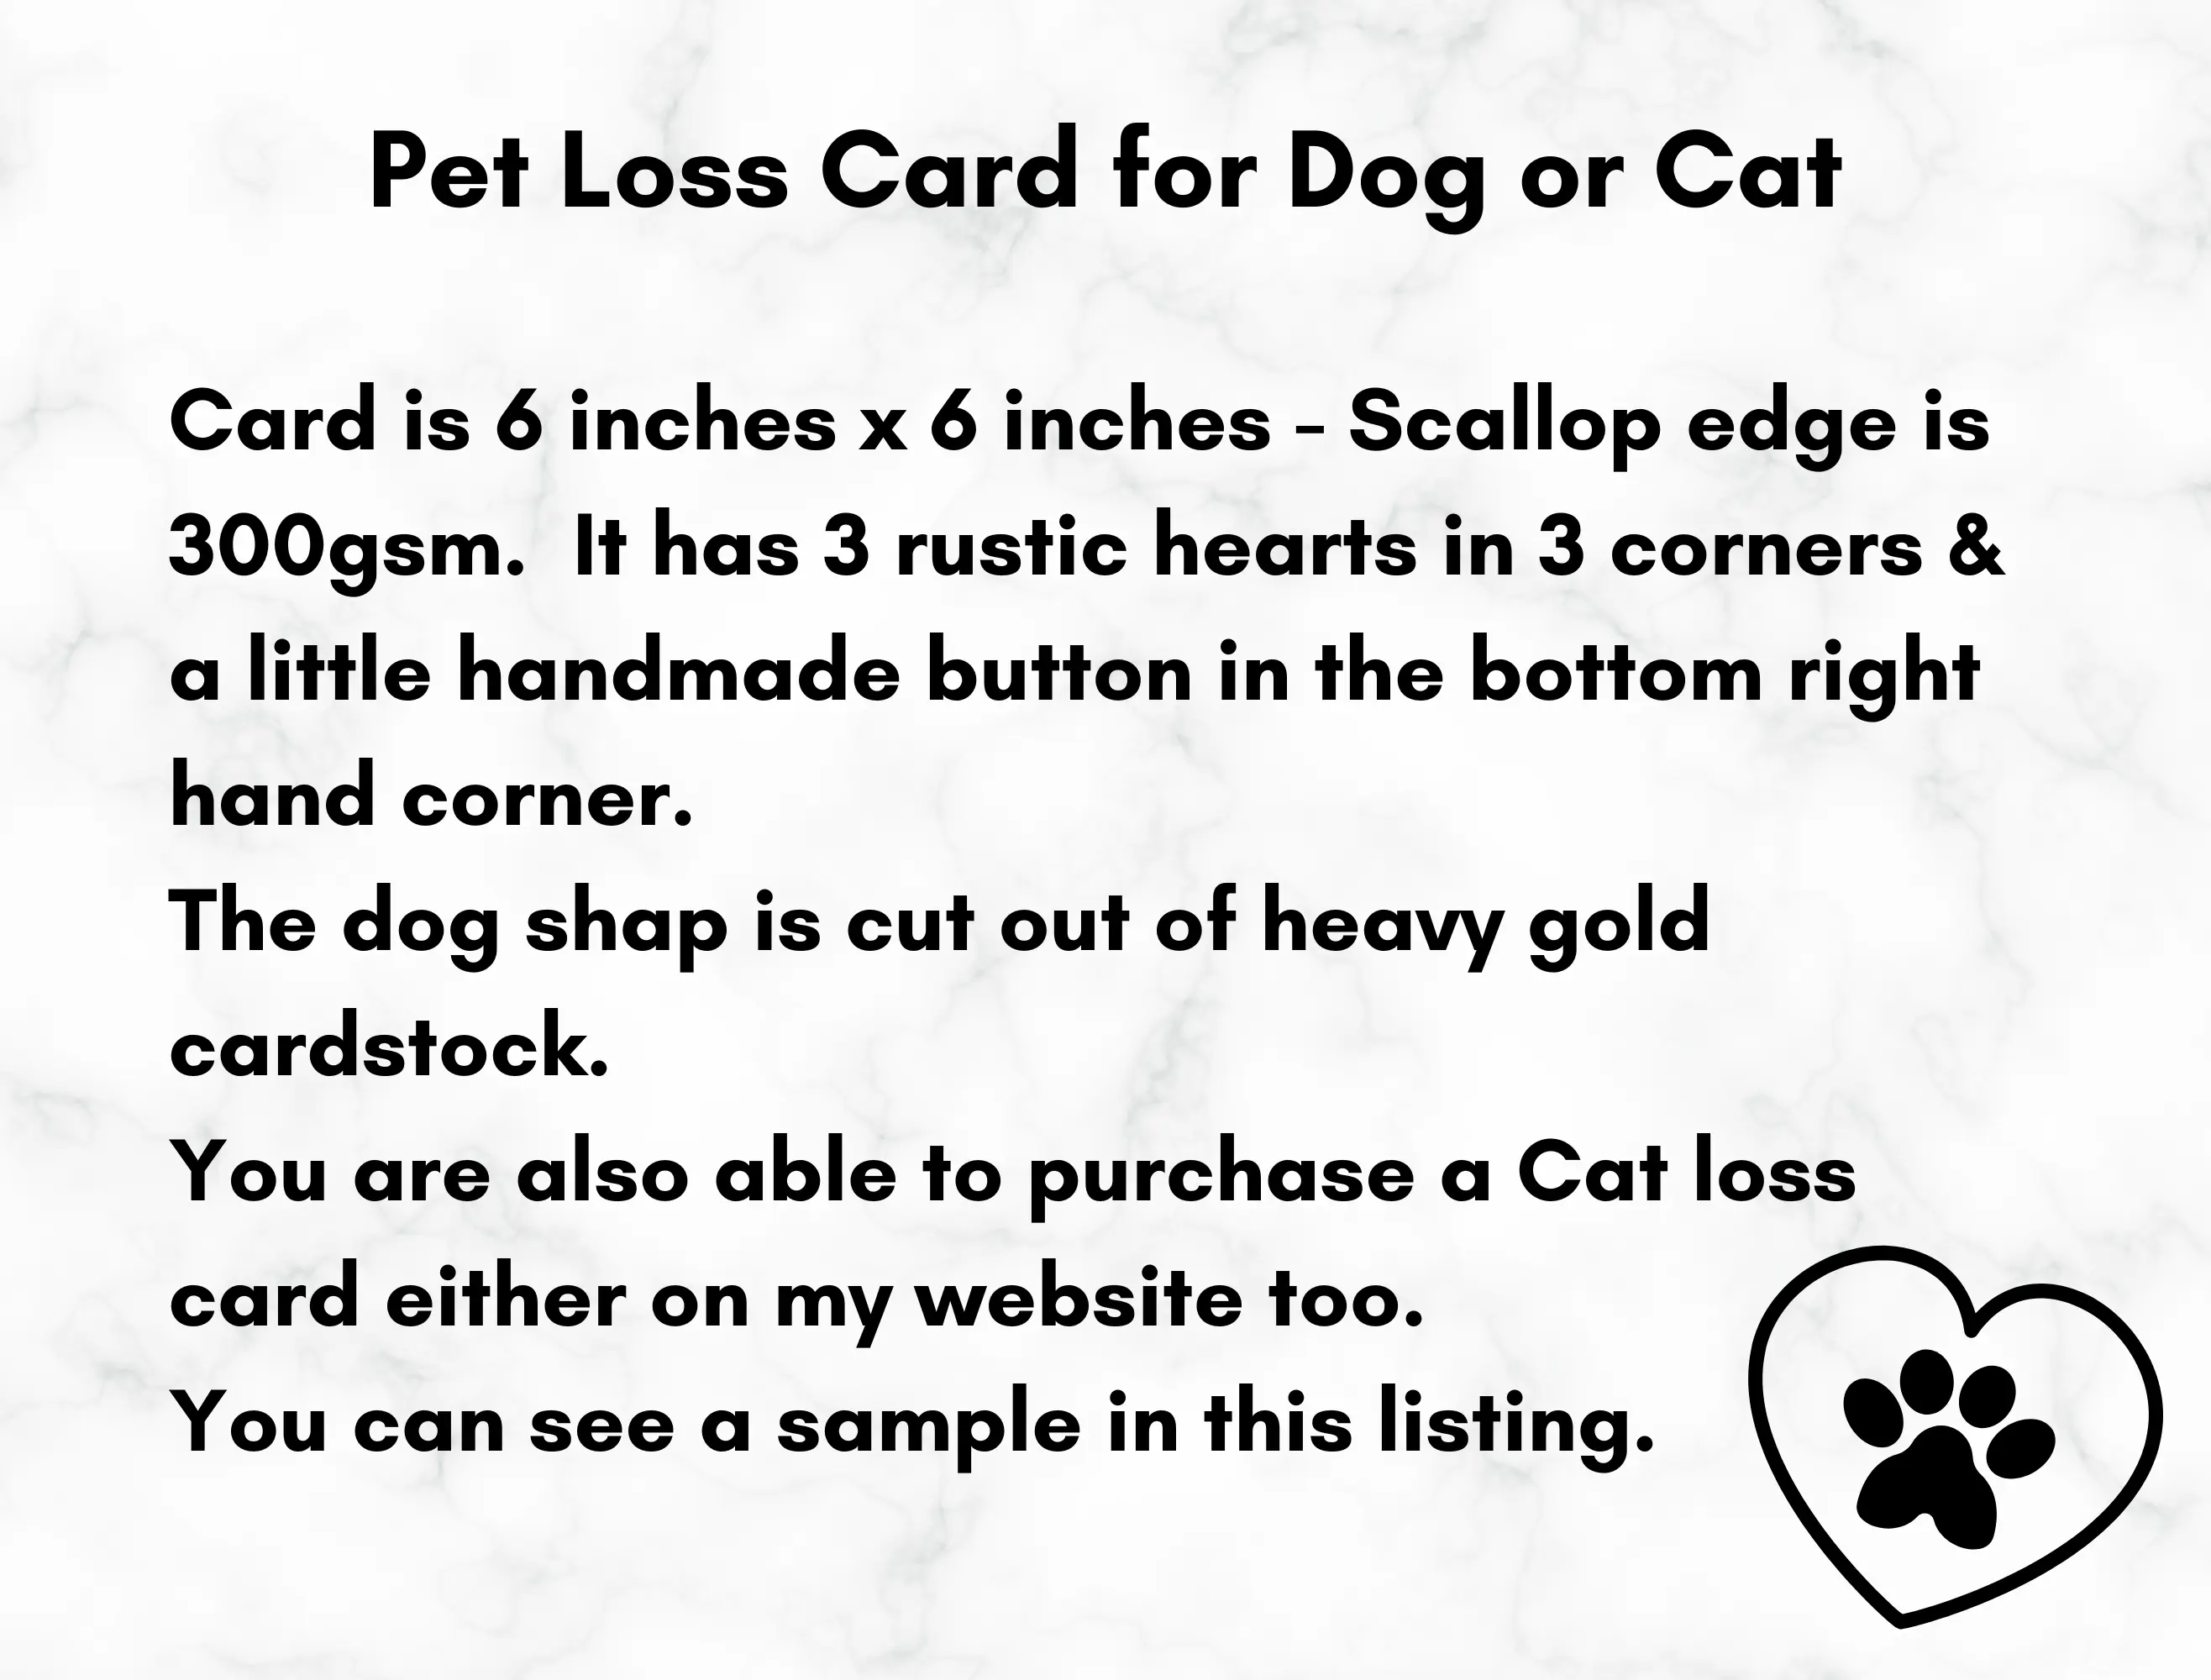 Pet Loss Card for Dog or Cat
Card is 6 inches x 6 inches - Scallop edge is
300gsm.  It has 3 rustic hearts in 3 corners &
a little handmade button in the bottom right
hand corner.
The dog shap is cut out of heavy gold
cardstock.
You are also able to purchase a Cat loss
card either on my website too.
You can see a sample in this listing.